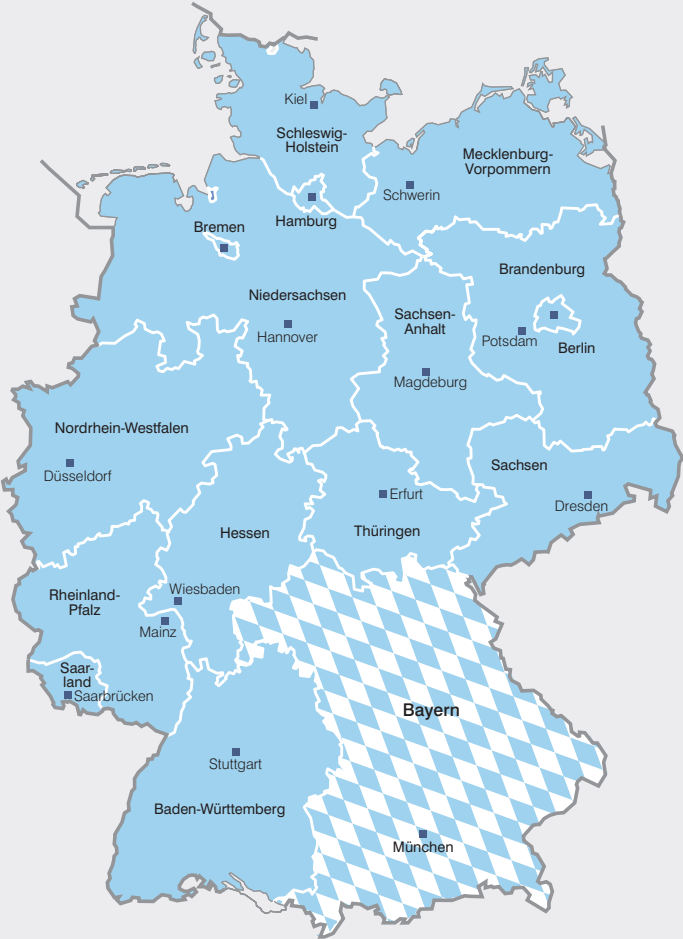 Kiel
Schleswig-
Holstein
Mecklenburg-
Vorpommern
Schwerin
Hamburg
Bremen
Brandenburg
Niedersachsen
Sachsen-
Anhalt
Hannover
Potsdam
Berlin
Magdeburg
Nordrhein-Westfalen
Sachsen
Düsseldorf
Erfurt
Dresden
Hessen
Thüringen
Wiesbaden
Rheinland-
Pfalz
Mainz
Saar-
land
Saarbrücken
Bayern
Stuttgart
Baden-Württemberg
München